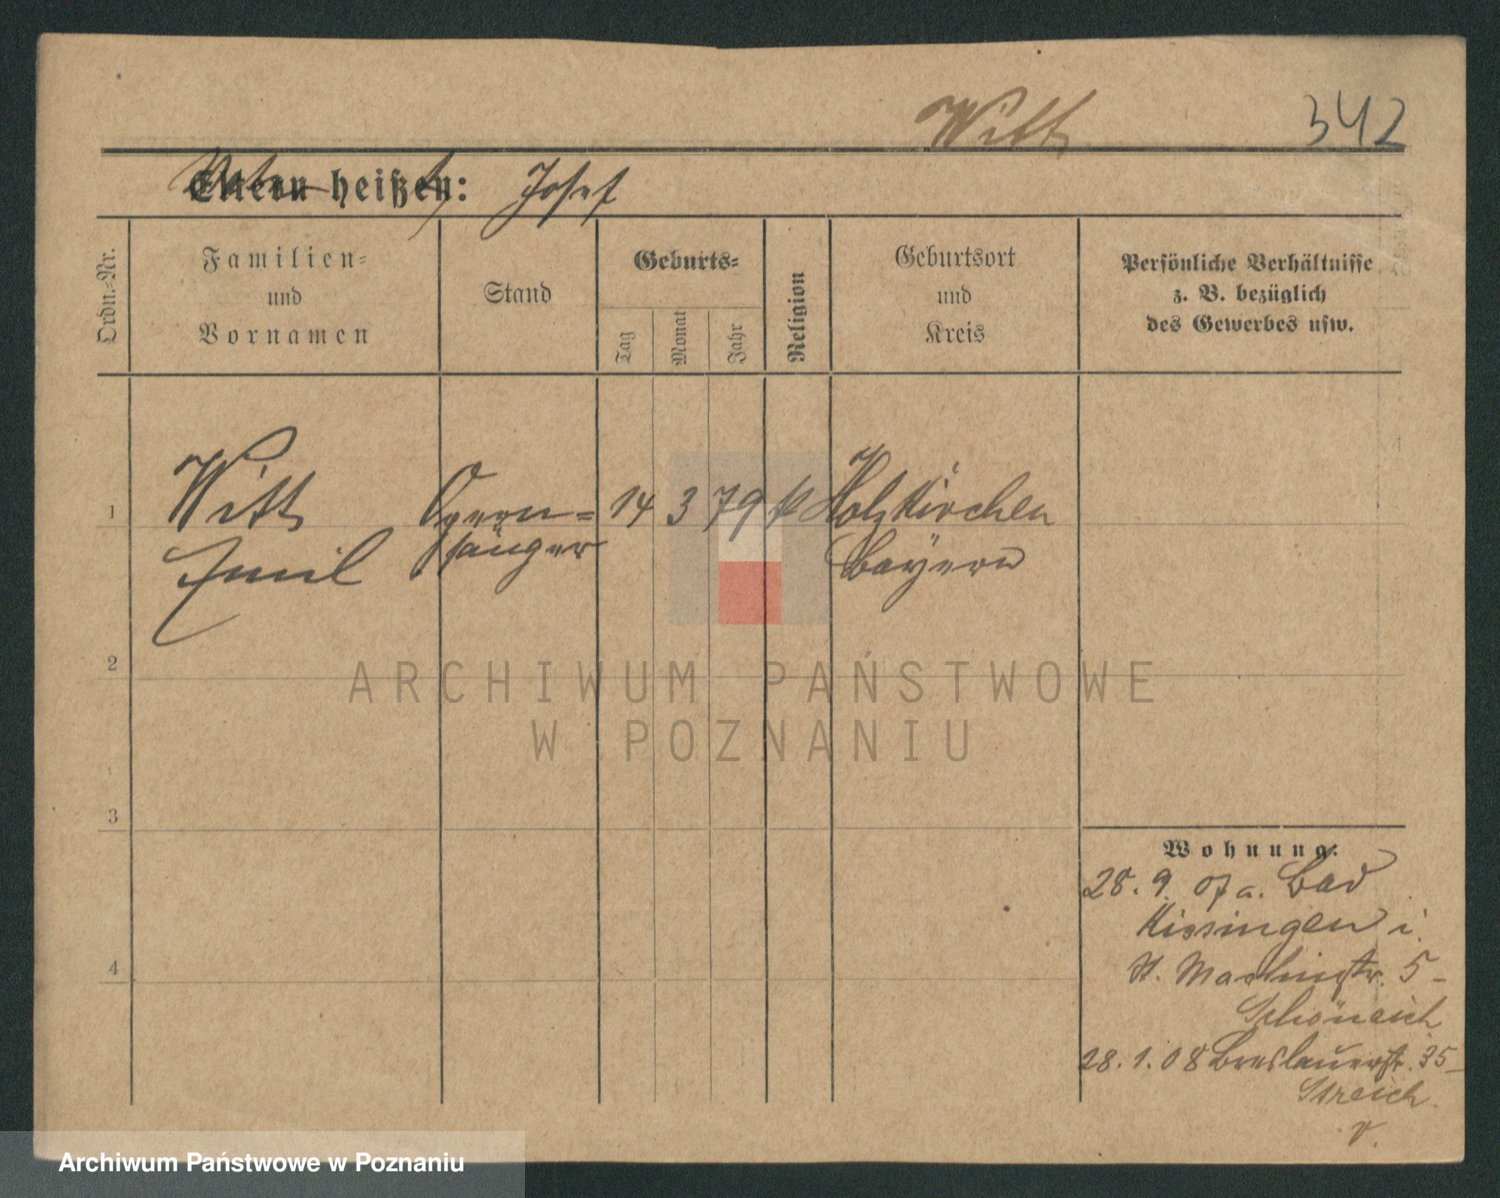 Witt 342
Eltern heißen: Josef
Ordn.-Nr.
Familien-
und
Vornamen
Stand
Geburts-
Tag
Monat
Jahr
Religion
Geburtsort
und
Kreis
Persönliche Verhältnisse
z. B. bezüglich
des Gewerbes usw.
1 Witt Opern- 14 3 79 k Holzkirchen
Emil sänger Bayern
2
3
4
ARCHIWUM PAŃSTWOWE
W POZNANIU
Wohnung:
28. 9. 07 a. Bad
Kissingen i.
St. Martinstr. 5 -
Schöneich
28. 1. 08 Breslauerstr. 35 -
Streich.
v.
Archiwum Państwowe w Poznaniu